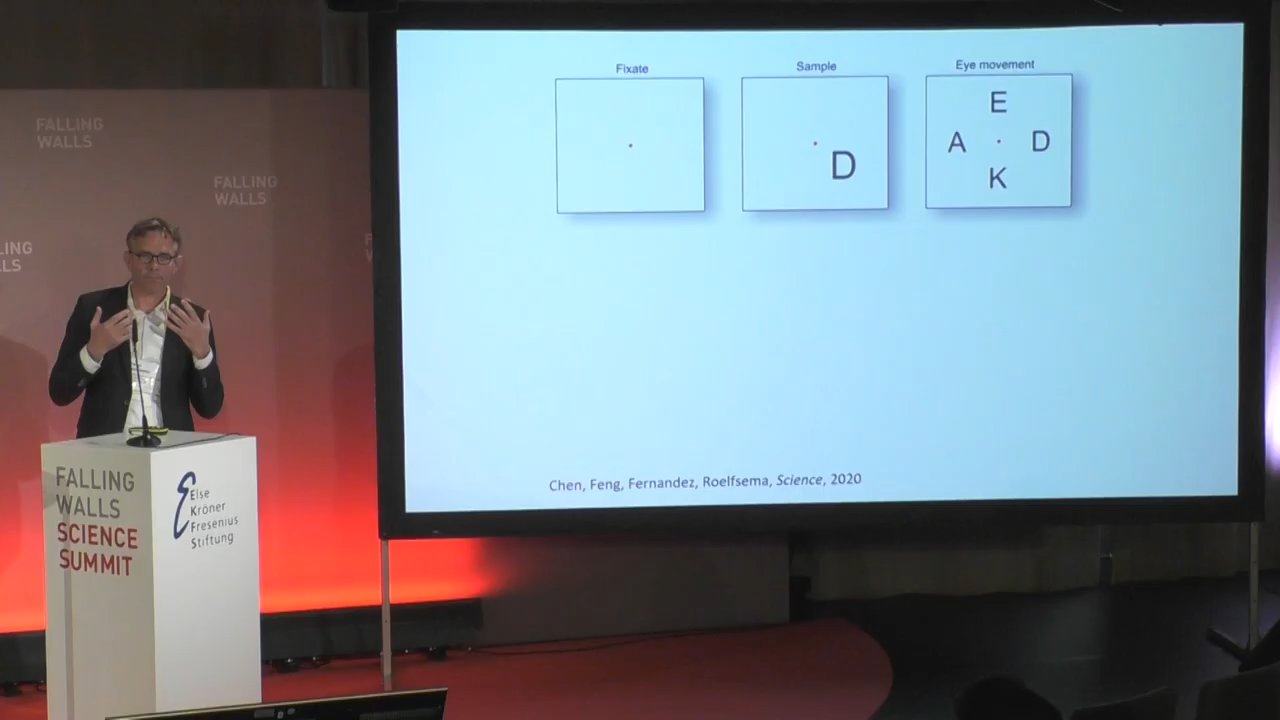 FALLING
WALLS
FALLING
WALLS
LING
LLS
Fixate
Sample
Eye movement
D
E
A
D
K
Chen, Feng, Fernandez, Roelfsema, Science, 2020
FALLING
WALLS
SCIENCE
SUMMIT
Else
Kröner
Fresenius
Stiftung